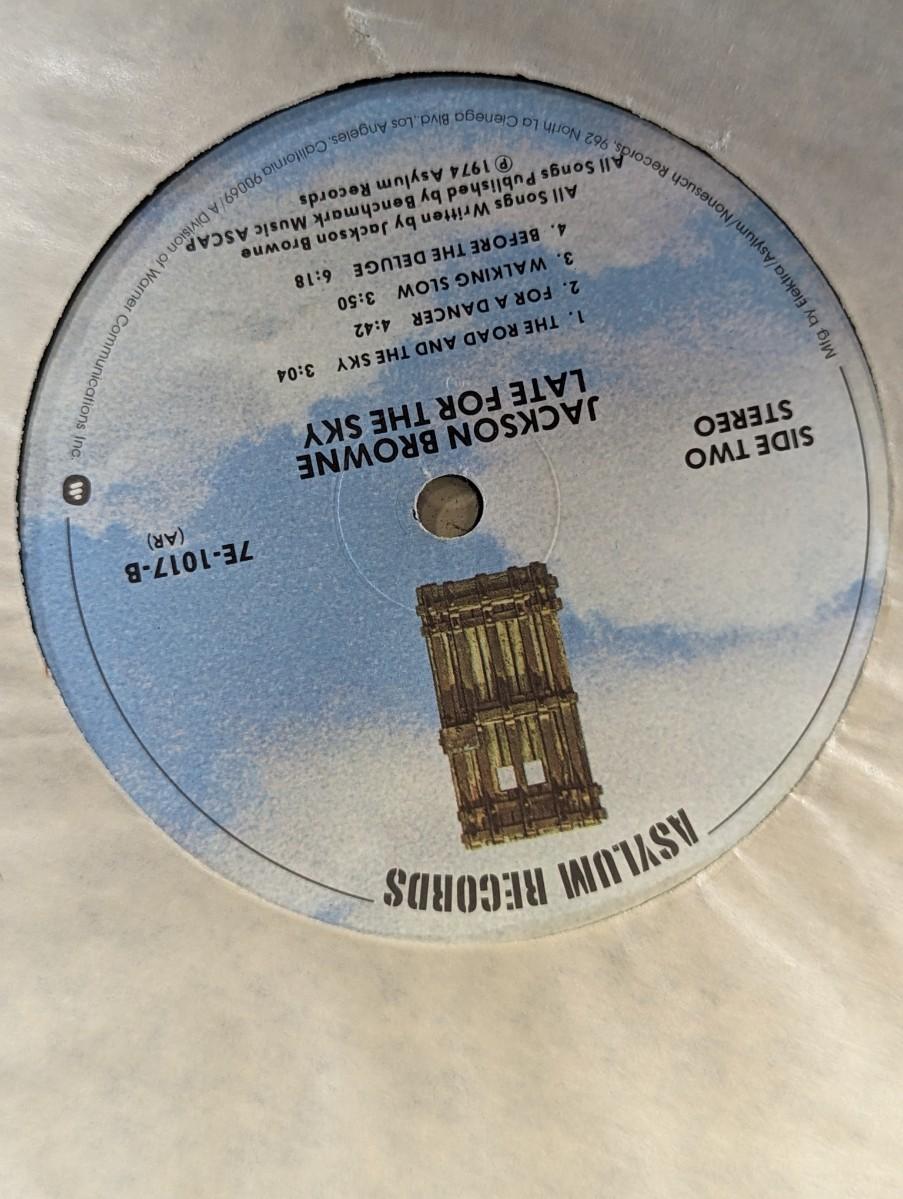 ASYLUM RECORDS
SIDE TWO
STEREO
7E-1017-B
(AR)
JACKSON BROWNE
LATE FOR THE SKY
1. THE ROAD AND THE SKY 3:04
2. FOR A DANCER 4:42
3. WALKING SLOW 3:50
4. BEFORE THE DELUGE 6:18
All Songs Written by Jackson Browne
All Songs Published by Benchmark Music ASCAP
℗ 1974 Asylum Records
Mfg. by Elektra/Asylum/Nonesuch Records, 962 North La Cienega Blvd., Los Angeles, California 90069/A Division of Warner Communications Inc.